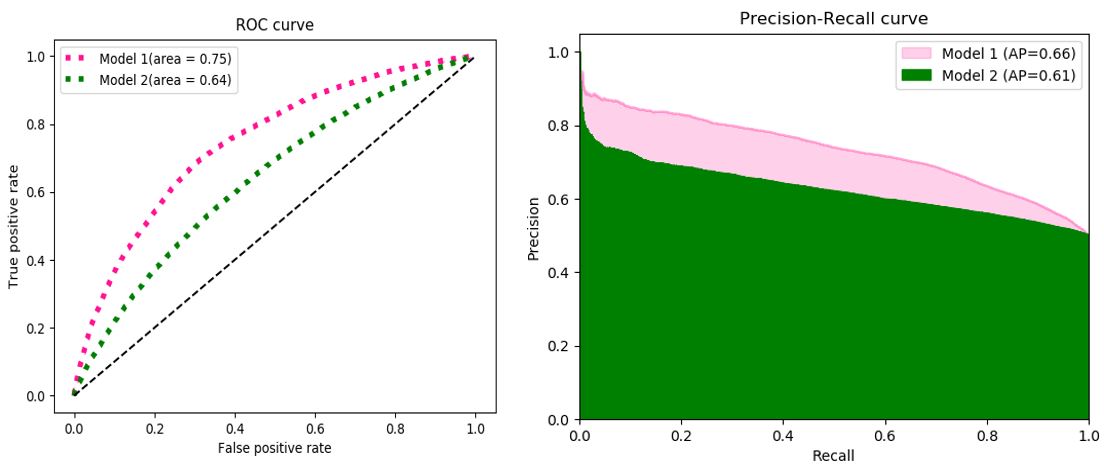 ROC curve
Model 1(area = 0.75)
Model 2(area = 0.64)
1.0
0.8
0.6
0.4
0.2
0.0
True positive rate
0.0 0.2 0.4 0.6 0.8 1.0
False positive rate
Precision-Recall curve
Model 1 (AP=0.66)
Model 2 (AP=0.61)
1.0
0.8
0.6
0.4
0.2
0.0
Precision
0.0 0.2 0.4 0.6 0.8 1.0
Recall